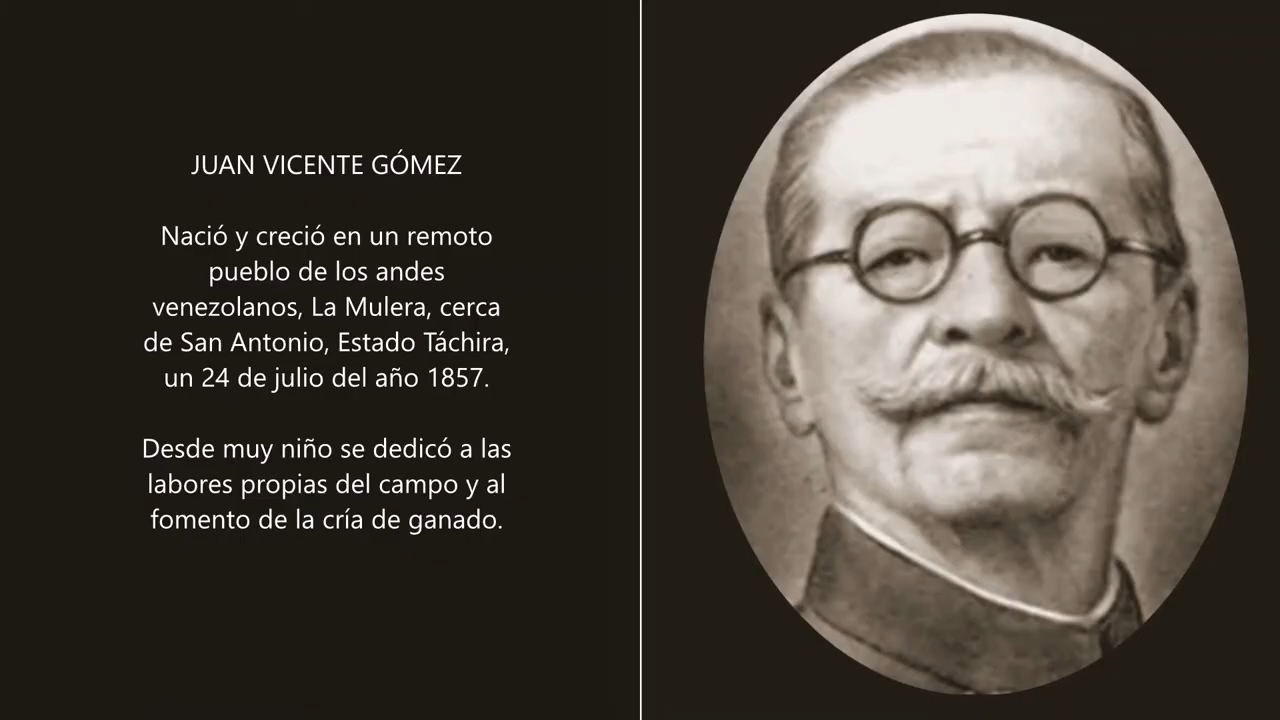 JUAN VICENTE GÓMEZ
Nació y creció en un remoto
pueblo de los andes
venezolanos, La Mulera, cerca
de San Antonio, Estado Táchira,
un 24 de julio del año 1857.
Desde muy niño se dedicó a las
labores propias del campo y al
fomento de la cría de ganado.